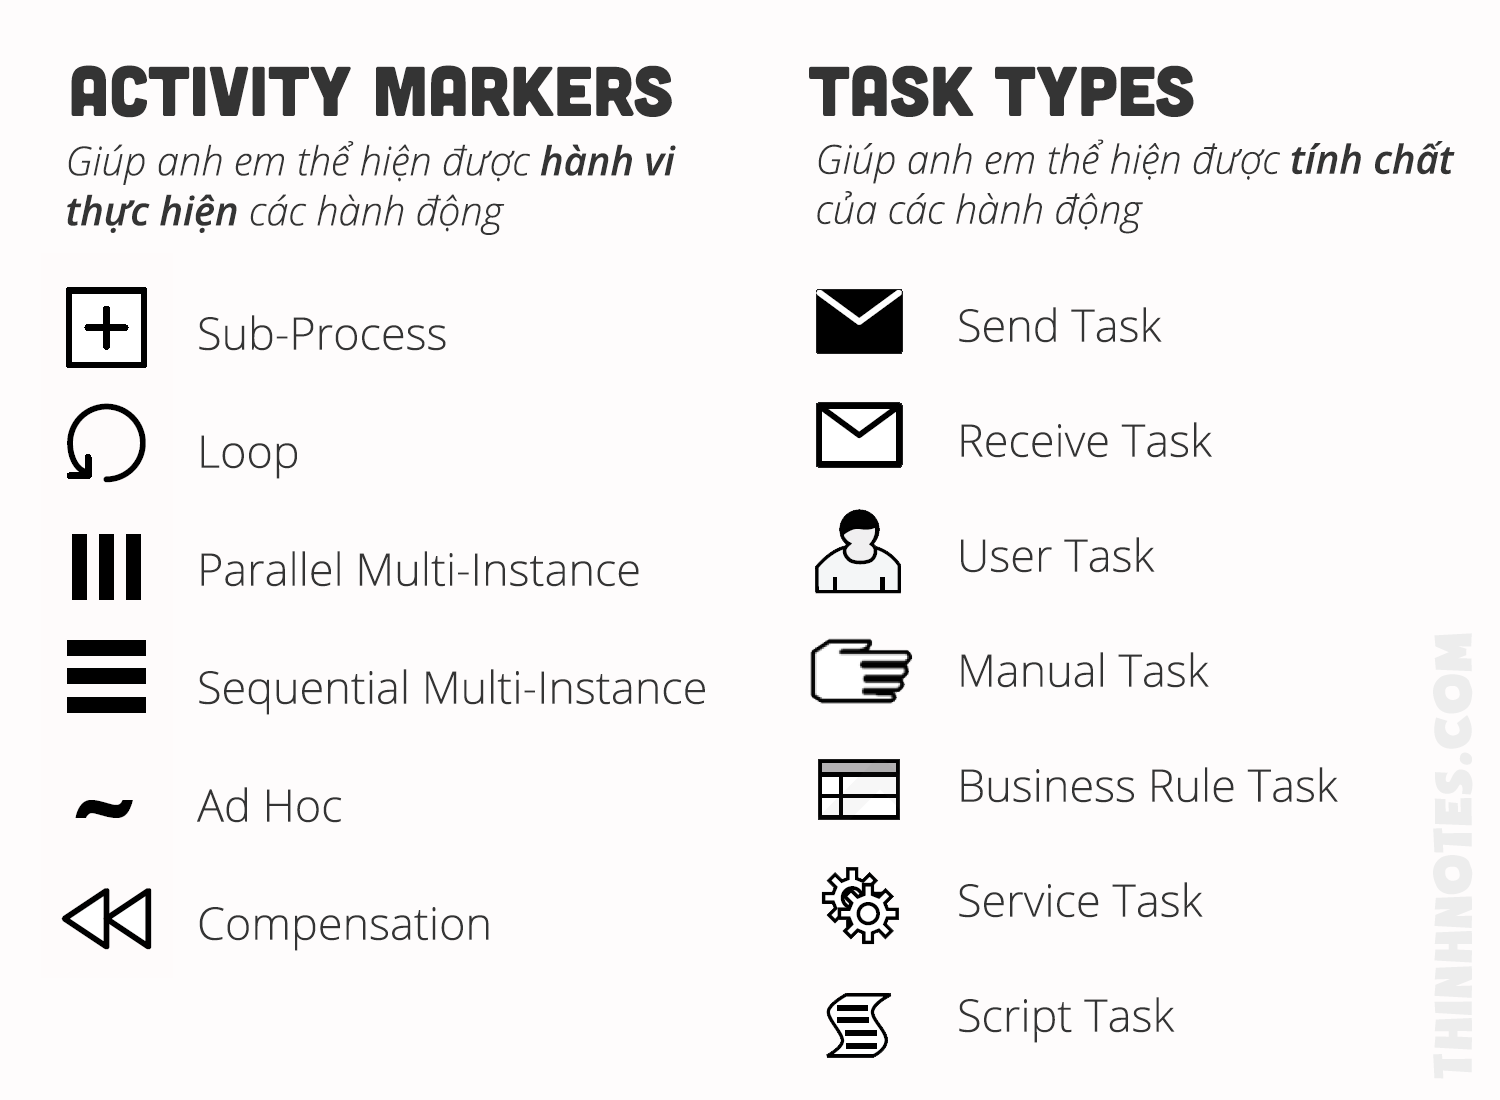 ACTIVITY MARKERS
Giúp anh em thể hiện được hành vi
thực hiện các hành động
Sub-Process
Loop
Parallel Multi-Instance
Sequential Multi-Instance
Ad Hoc
Compensation
TASK TYPES
Giúp anh em thể hiện được tính chất
của các hành động
Send Task
Receive Task
User Task
Manual Task
Business Rule Task
Service Task
Script Task
THINHNOTES.COM